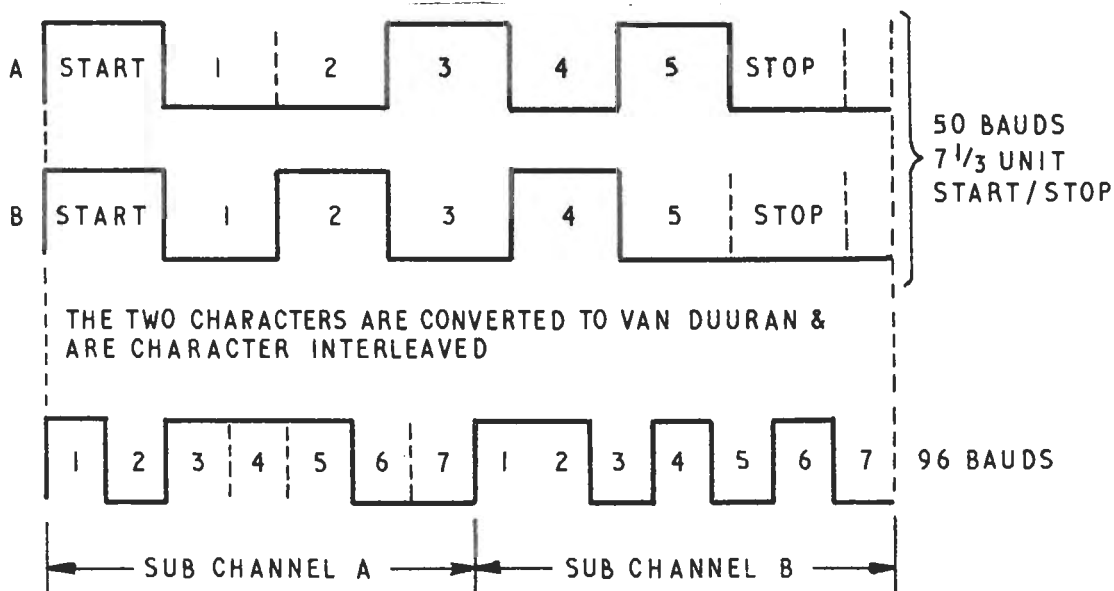 A START 1 2 3 4 5 STOP
B START 1 2 3 4 5 STOP
50 BAUDS
7 1/3 UNIT
START/STOP
THE TWO CHARACTERS ARE CONVERTED TO VAN DUURAN &
ARE CHARACTER INTERLEAVED
1 2 3 4 5 6 7 1 2 3 4 5 6 7 96 BAUDS
SUB CHANNEL A SUB CHANNEL B